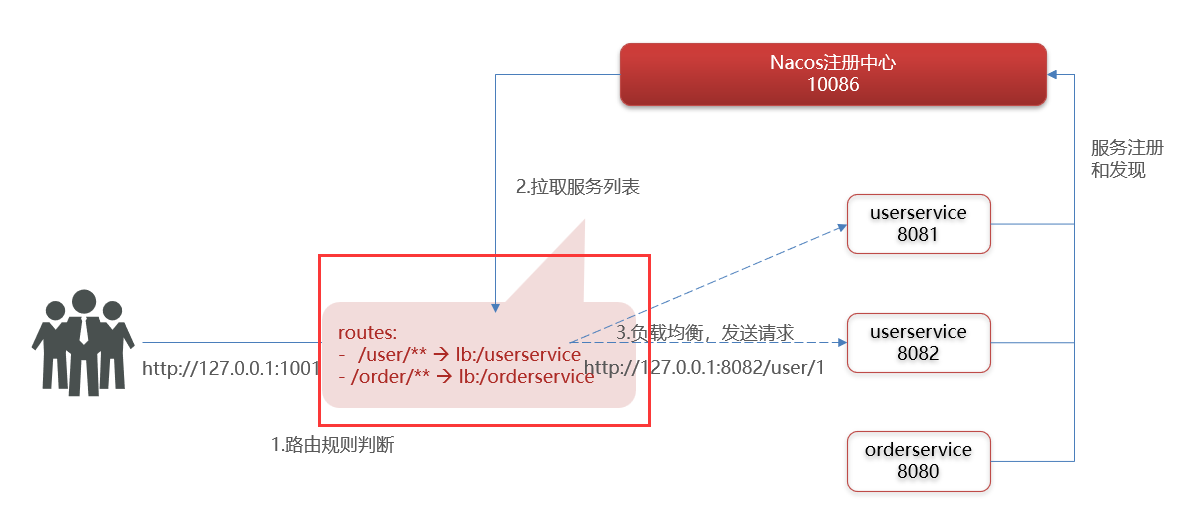 Nacos注册中心
10086
服务注册
和发现
2.拉取服务列表
userservice
8081
routes:
- /user/** → lb:/userservice
- /order/** → lb:/orderservice
3.负载均衡，发送请求
userservice
8082
http://127.0.0.1:1001
http://127.0.0.1:8082/user/1
1.路由规则判断
orderservice
8080